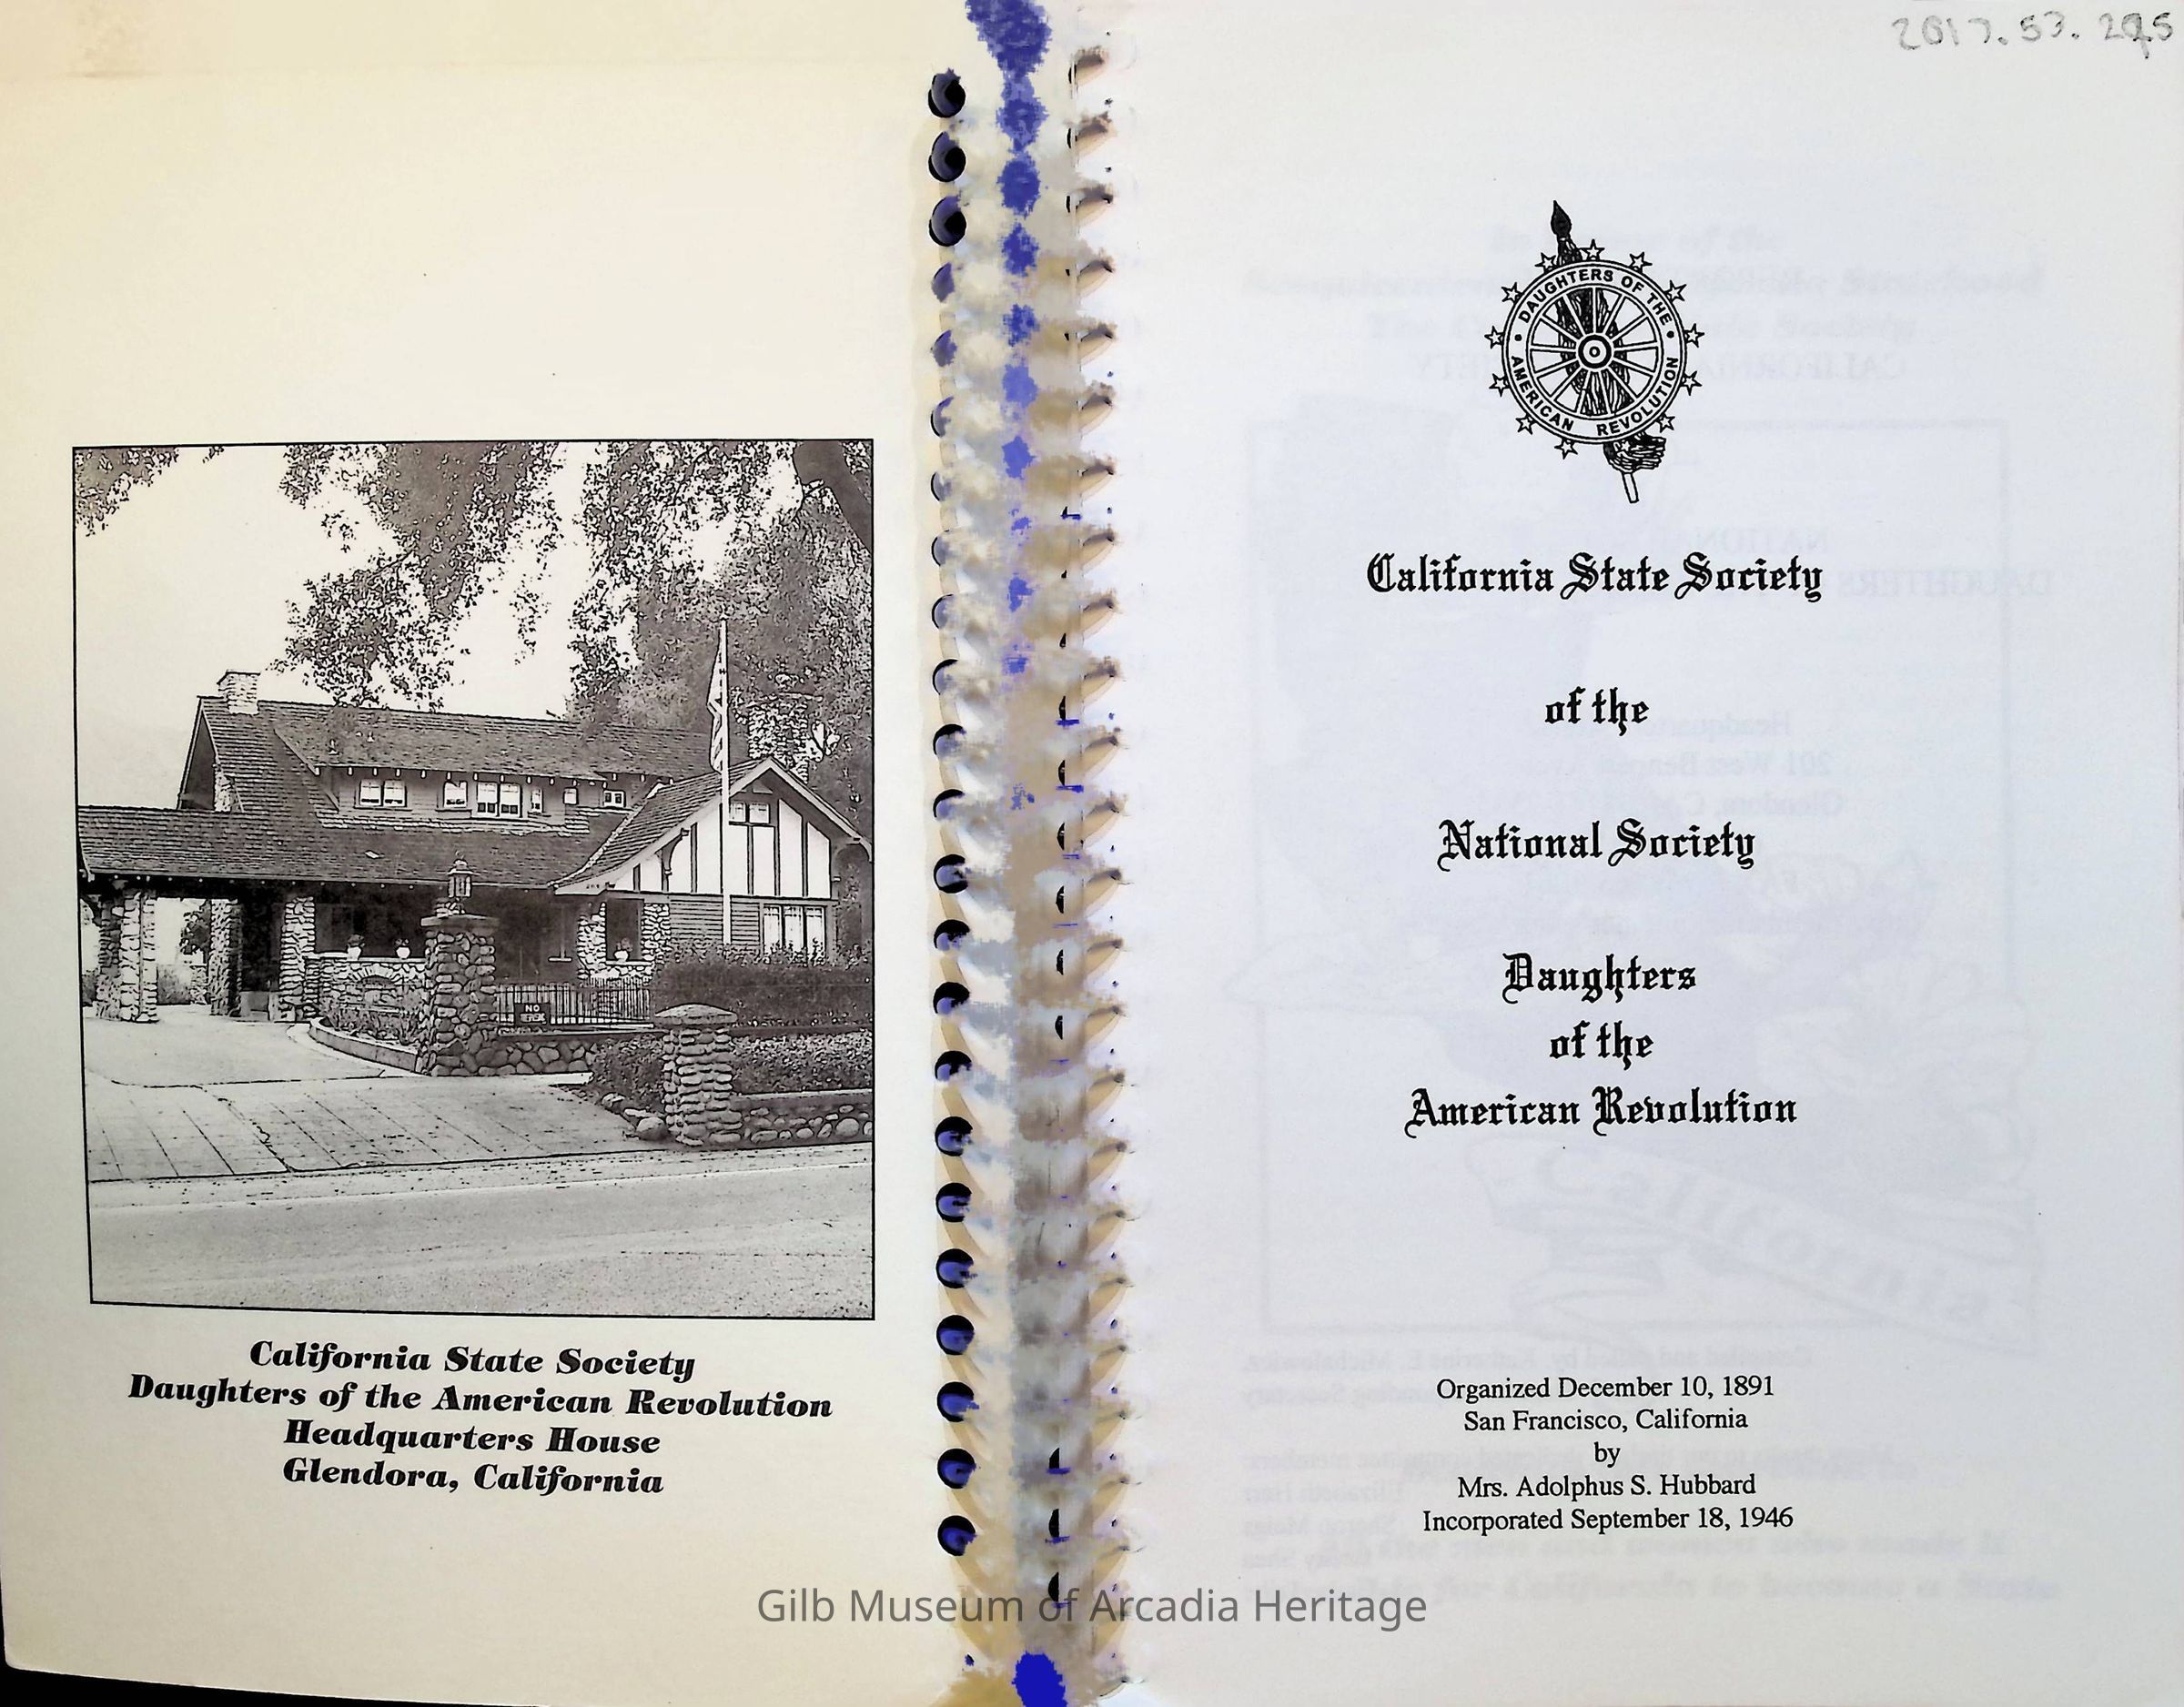 California State Society
Daughters of the American Revolution
Headquarters House
Glendora, California
NO
2017.53.295
DAUGHTERS OF THE
AMERICAN REVOLUTION
California State Society
of the
National Society
Daughters
of the
American Revolution
Organized December 10, 1891
San Francisco, California
by
Mrs. Adolphus S. Hubbard
Incorporated September 18, 1946
Gilb Museum of Arcadia Heritage